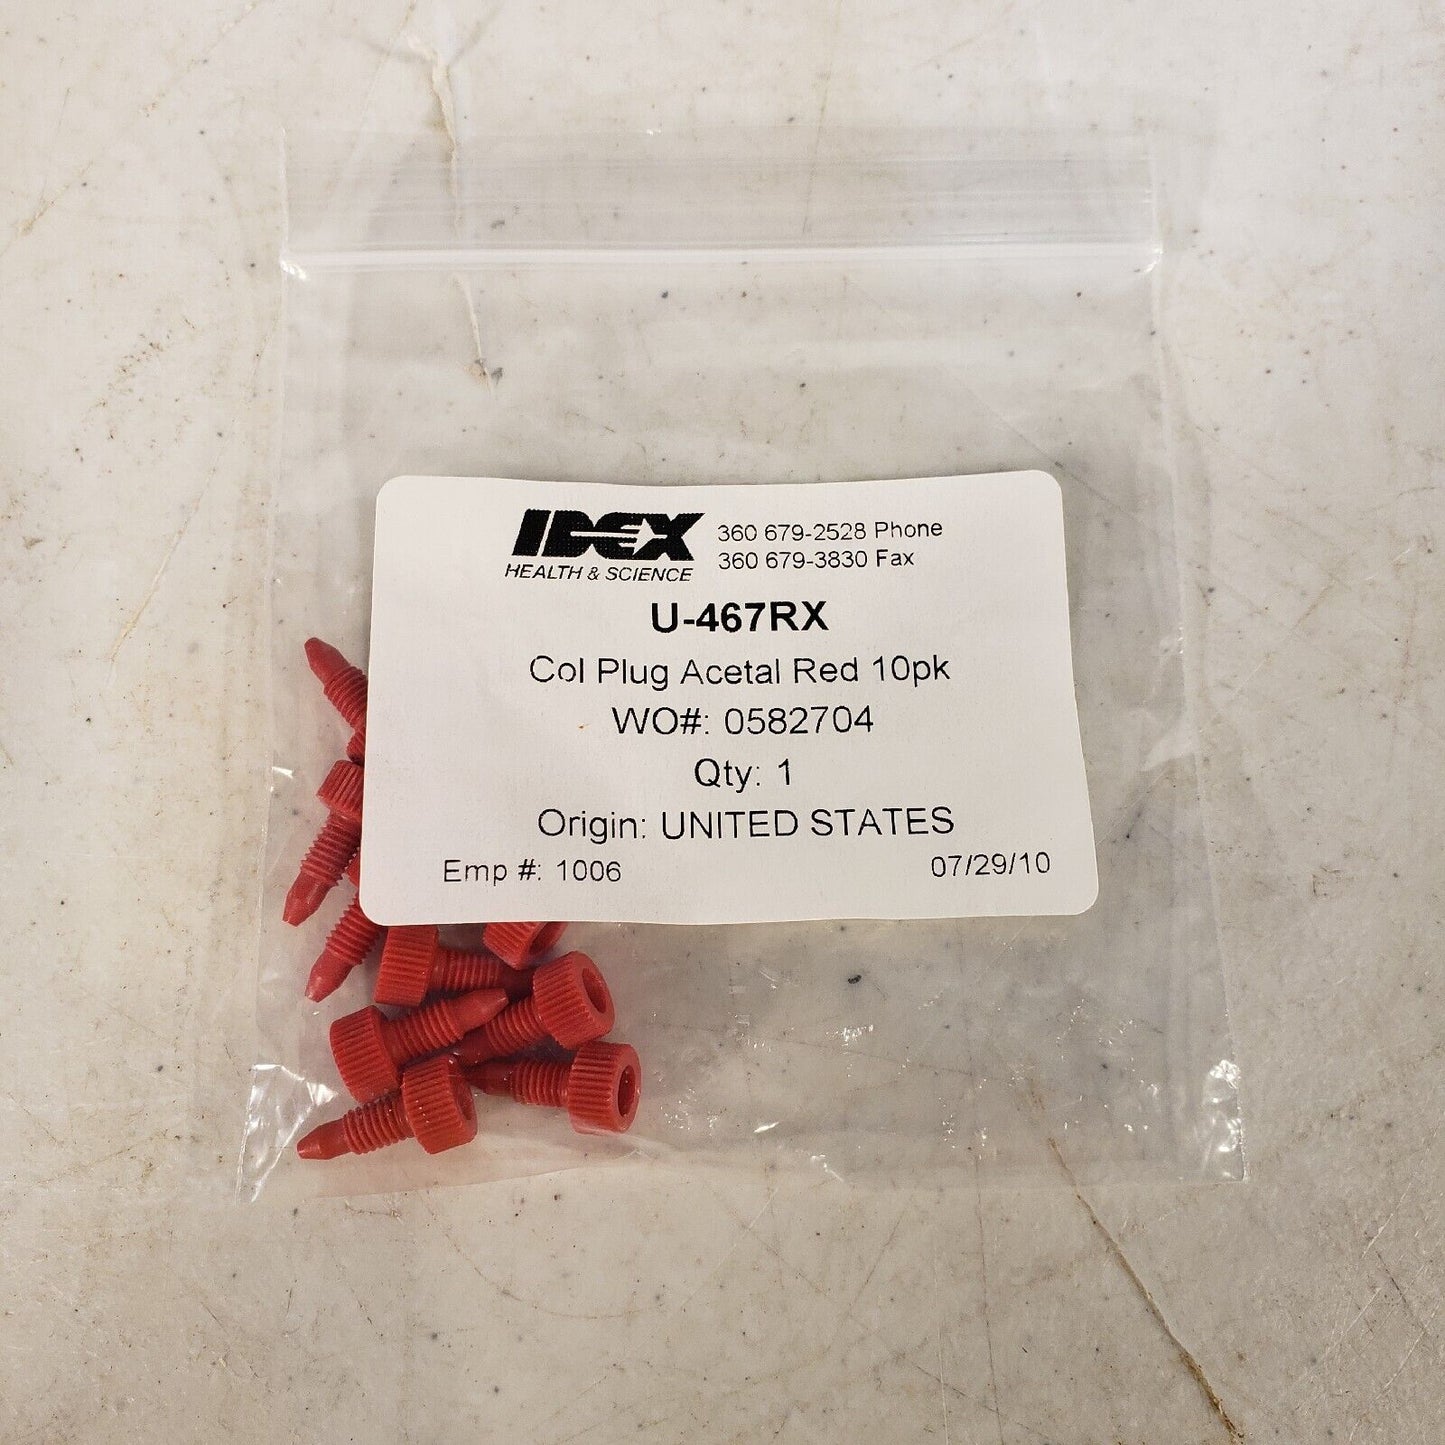 IDEX
HEALTH & SCIENCE
360 679-2528 Phone
360 679-3830 Fax
U-467RX
Col Plug Acetal Red 10pk
WO#: 0582704
Qty: 1
Origin: UNITED STATES
Emp #: 1006
07/29/10